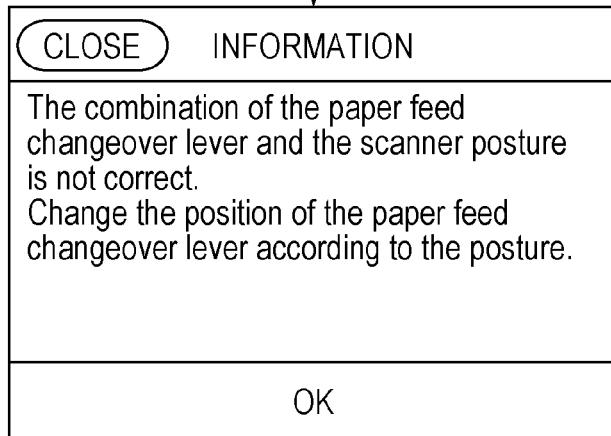 CLOSE INFORMATION
The combination of the paper feed
changeover lever and the scanner posture
is not correct.
Change the position of the paper feed
changeover lever according to the posture.
OK